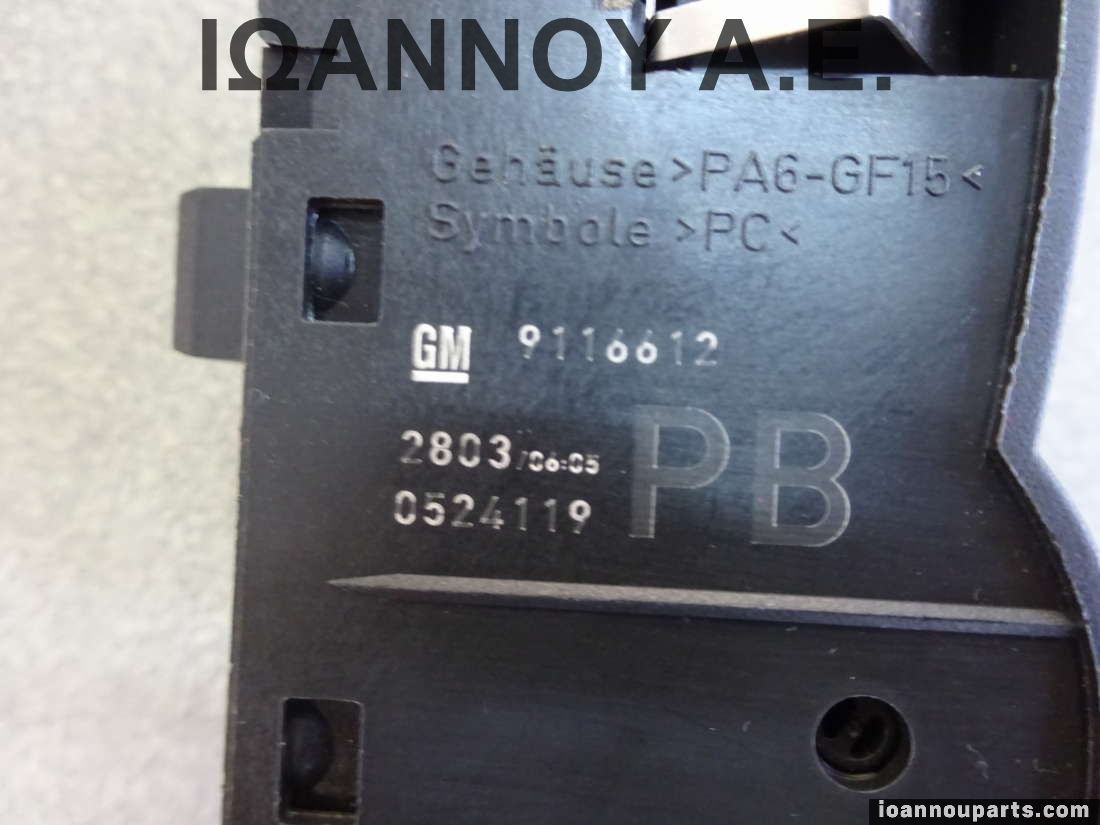 ΙΩΑΝΝΟΥ Α.Ε.
Gehäuse >PA6-GF15<
Symbole >PC<
GM 9116612
2803/06:05
0524119
PB
ioannouparts.com